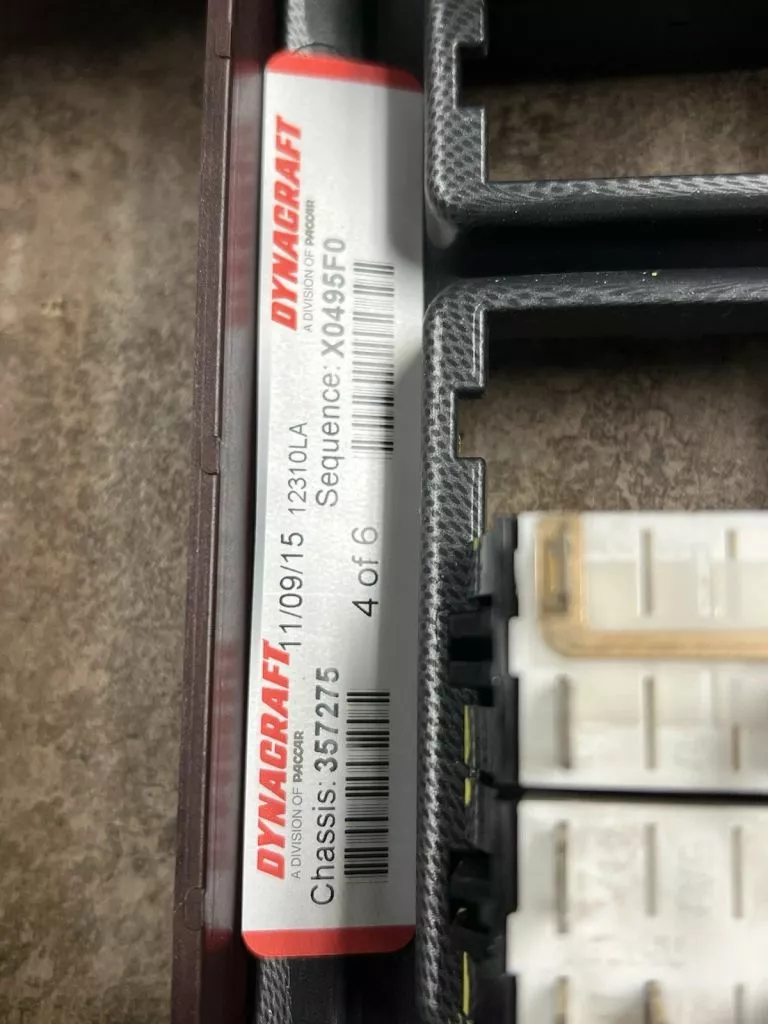 DYNACRAFT
A DIVISION OF PACCAR
11/09/15 12310LA
DYNACRAFT
A DIVISION OF PACCAR
Chassis: 357275
4 of 6
Sequence: X0495F0